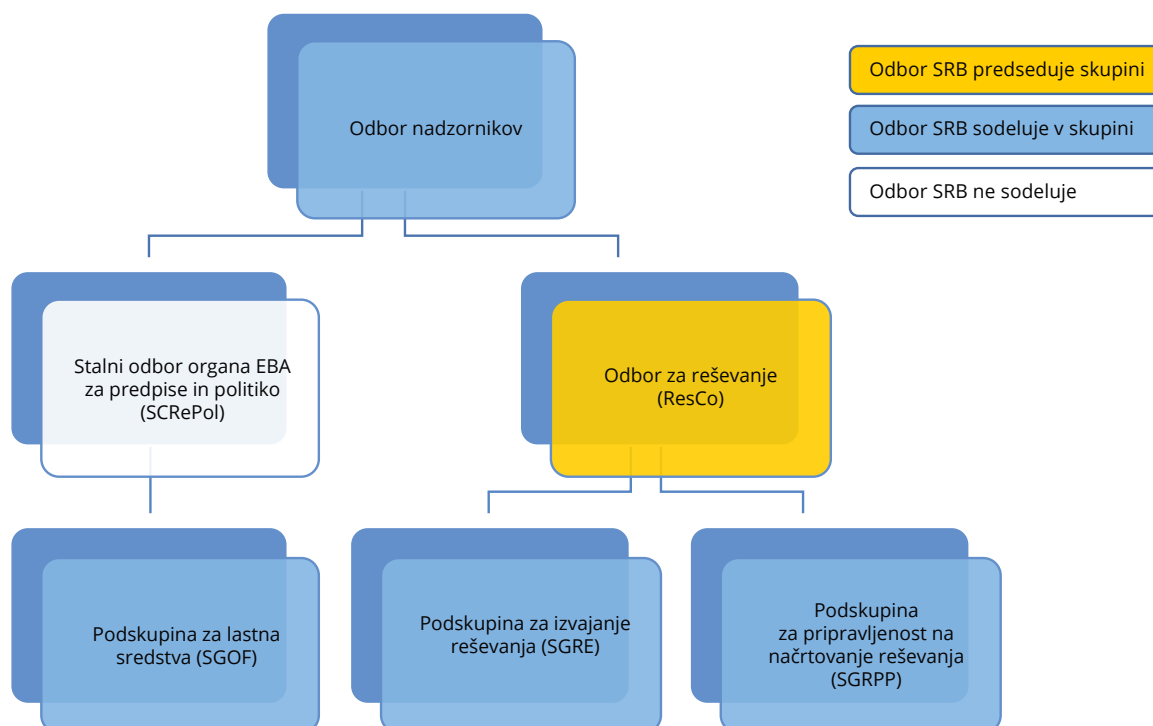 Odbor nadzornikov
Odbor SRB predseduje skupini
Odbor SRB sodeluje v skupini
Odbor SRB ne sodeluje
Stalni odbor organa EBA
za predpise in politiko
(SCRePol)
Odbor za reševanje
(ResCo)
Podskupina za lastna
sredstva (SGOF)
Podskupina za izvajanje
reševanja (SGRE)
Podskupina
za pripravljenost na
načrtovanje reševanja
(SGRPP)